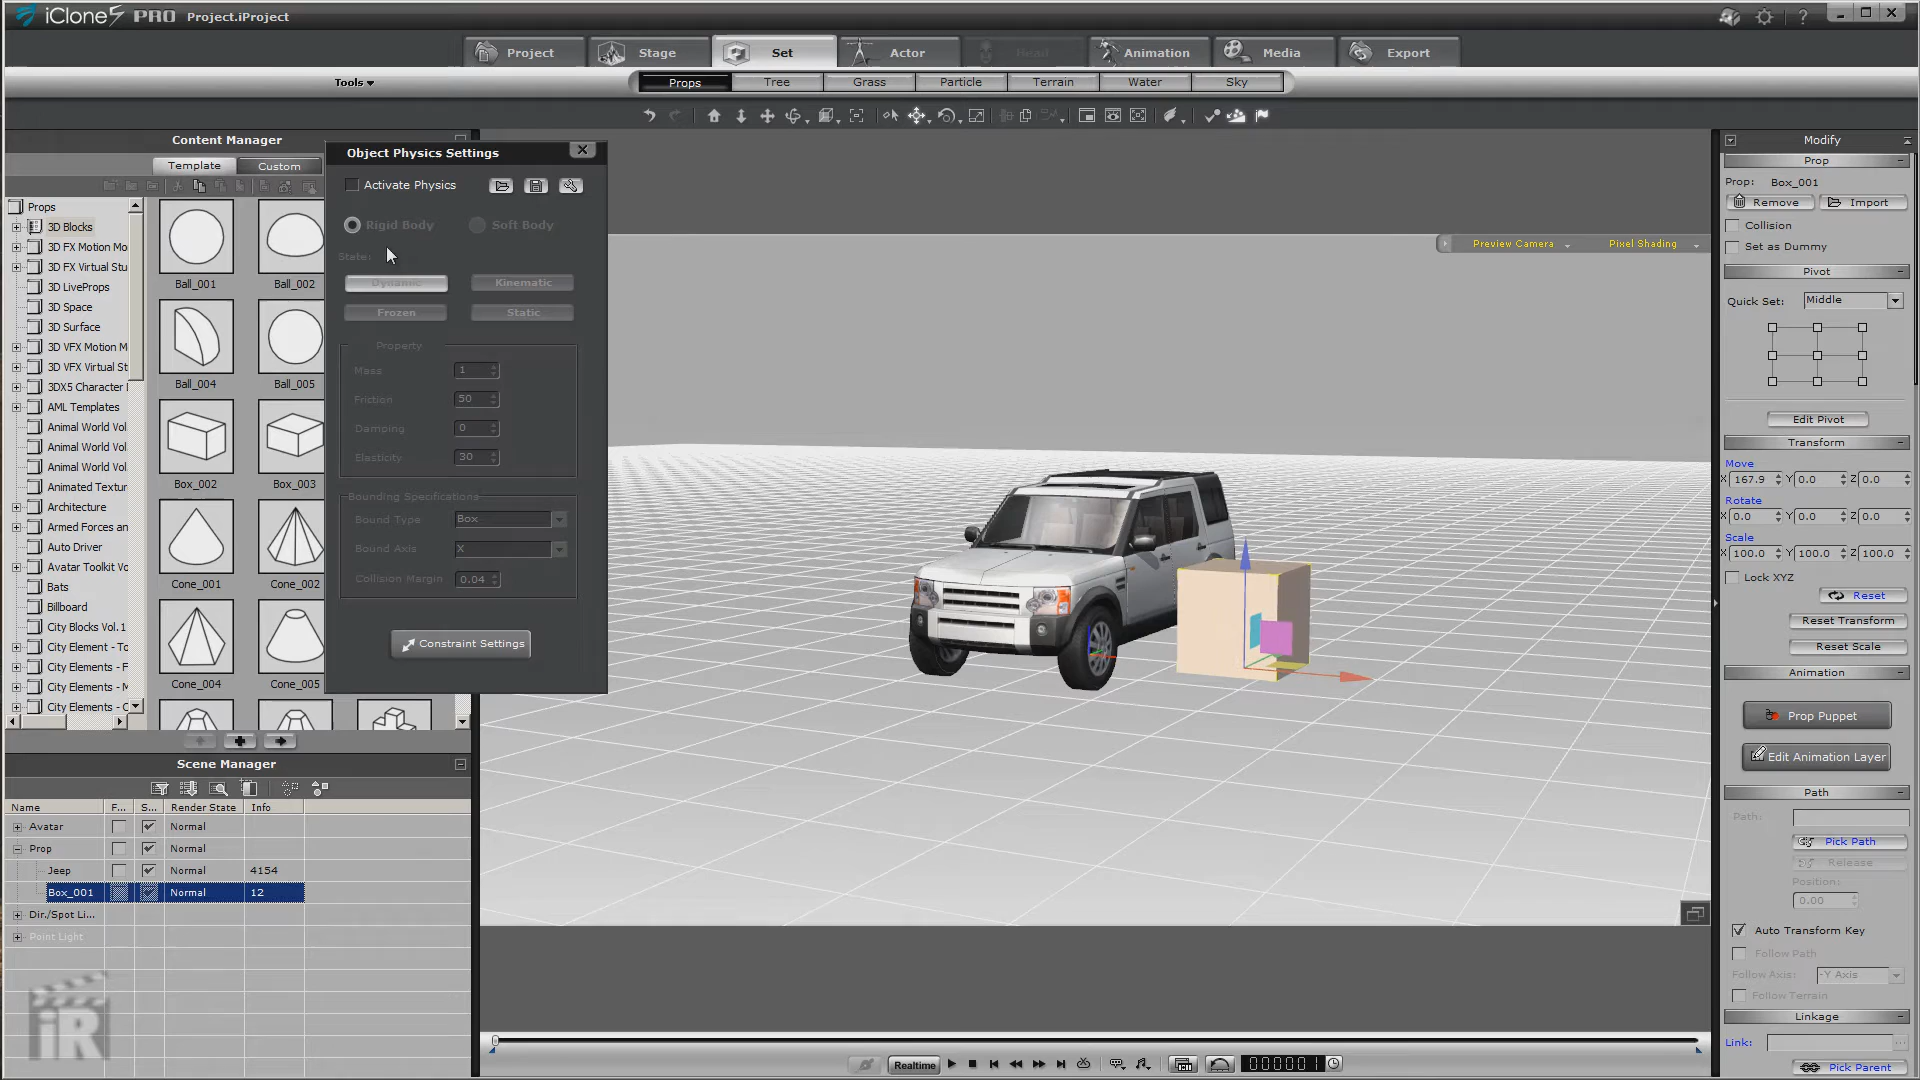 iClone5 PRO Project.iProject
Project Stage Set Actor Head Animation Media Export
Tools
Props Tree Grass Particle Terrain Water Sky
Content Manager
Template Custom
Props
3D Blocks
3D FX Motion Mo
3D FX Virtual Stu
3D LiveProps
3D Space
3D Surface
3D VFX Motion M
3D VFX Virtual St
3DX5 Character I
AML Templates
Animal World Vol.
Animal World Vol.
Animal World Vol.
Animated Textur
Architecture
Armed Forces an
Auto Driver
Avatar Toolkit Vo
Bats
Billboard
City Blocks Vol.1
City Element - To
City Elements - F
City Elements - M
City Elements - C
Ball_001 Ball_002
Ball_004 Ball_005
Box_002 Box_003
Cone_001 Cone_002
Cone_004 Cone_005
Object Physics Settings
Activate Physics
Rigid Body Soft Body
State:
Dynamic Kinematic
Frozen Static
Property
Mass 1
Friction 50
Damping 0
Elasticity 30
Bounding Specifications
Bound Type Box
Bound Axis X
Collision Margin 0.04
Constraint Settings
Preview Camera Pixel Shading
Scene Manager
Name F... S... Render State Info
Avatar Normal
Prop Normal
Jeep Normal 4154
Box_001 Normal 12
Dir./Spot Li...
Point Light
iR
Realtime 000001
Modify
Prop
Prop: Box_001
Remove Import
Collision
Set as Dummy
Pivot
Quick Set: Middle
Edit Pivot
Transform
Move
X 167.9 Y 0.0 Z 0.0
Rotate
X 0.0 Y 0.0 Z 0.0
Scale
X 100.0 Y 100.0 Z 100.0
Lock XYZ
Reset
Reset Transform
Reset Scale
Animation
Prop Puppet
Edit Animation Layer
Path
Path:
Pick Path
Release
Position:
0.00
Auto Transform Key
Follow Path
Follow Axis: -Y Axis
Follow Terrain
Linkage
Link:
Pick Parent